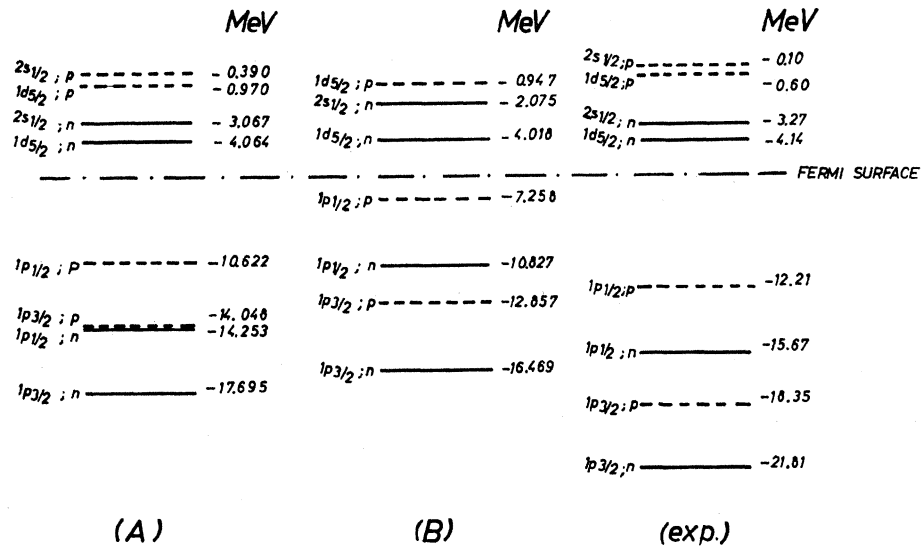 MeV MeV MeV
2s1/2; p - 0.390
1d5/2; p - 0.970
2s1/2, n - 3.067
1d5/2; n - 4.064
1p1/2; p - 10.622
1p3/2; p - 14.048
1p1/2; n - 14.253
1p3/2; n - 17.695
(A)
1d5/2; p - 0.947
2s1/2; n - 2.075
1d5/2; n - 4.018
1p1/2; p - 7.258
1p1/2; n - 10.827
1p3/2; p - 12.857
1p3/2; n - 16.469
(B)
2s1/2; p - 0.10
1d5/2; p - 0.60
2s1/2, n - 3.27
1d5/2; n - 4.14
FERMI SURFACE
1p1/2; p - 12.21
1p1/2; n - 15.67
1p3/2; p - 18.35
1p3/2; n - 21.81
(exp.)